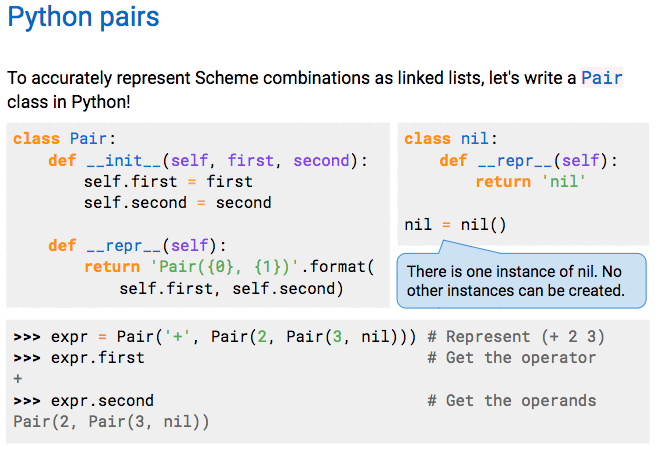 Python pairs
To accurately represent Scheme combinations as linked lists, let's write a Pair
class in Python!
class Pair:
    def __init__(self, first, second):
        self.first = first
        self.second = second

    def __repr__(self):
        return 'Pair({0}, {1})'.format(
            self.first, self.second)
class nil:
    def __repr__(self):
        return 'nil'

nil = nil()
There is one instance of nil. No
other instances can be created.
>>> expr = Pair('+', Pair(2, Pair(3, nil))) # Represent (+ 2 3)
>>> expr.first                              # Get the operator
+
>>> expr.second                             # Get the operands
Pair(2, Pair(3, nil))